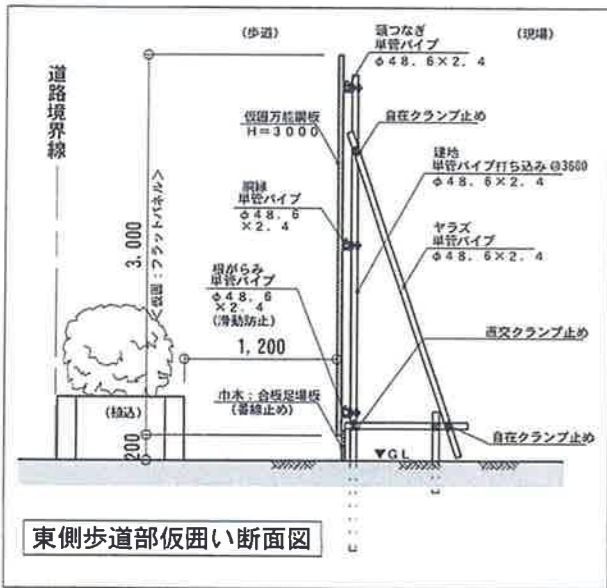 (歩道)
(現場)
頭つなぎ
単管パイプ
φ48.6×2.4
道路境界線
仮囲万能鋼板
H=3000
自在クランプ止め
建地
単管パイプ打ち込み @3600
φ48.6×2.4
3,000
<仮囲:フラットパネル>
胴縁
単管パイプ
φ48.6
×2.4
ヤラズ
単管パイプ
φ48.6×2.4
根がらみ
単管パイプ
φ48.6
×2.4
(滑動防止)
1,200
直交クランプ止め
巾木:合板足場板
(番線止め)
(植込)
200
自在クランプ止め
▼GL
東側歩道部仮囲い断面図